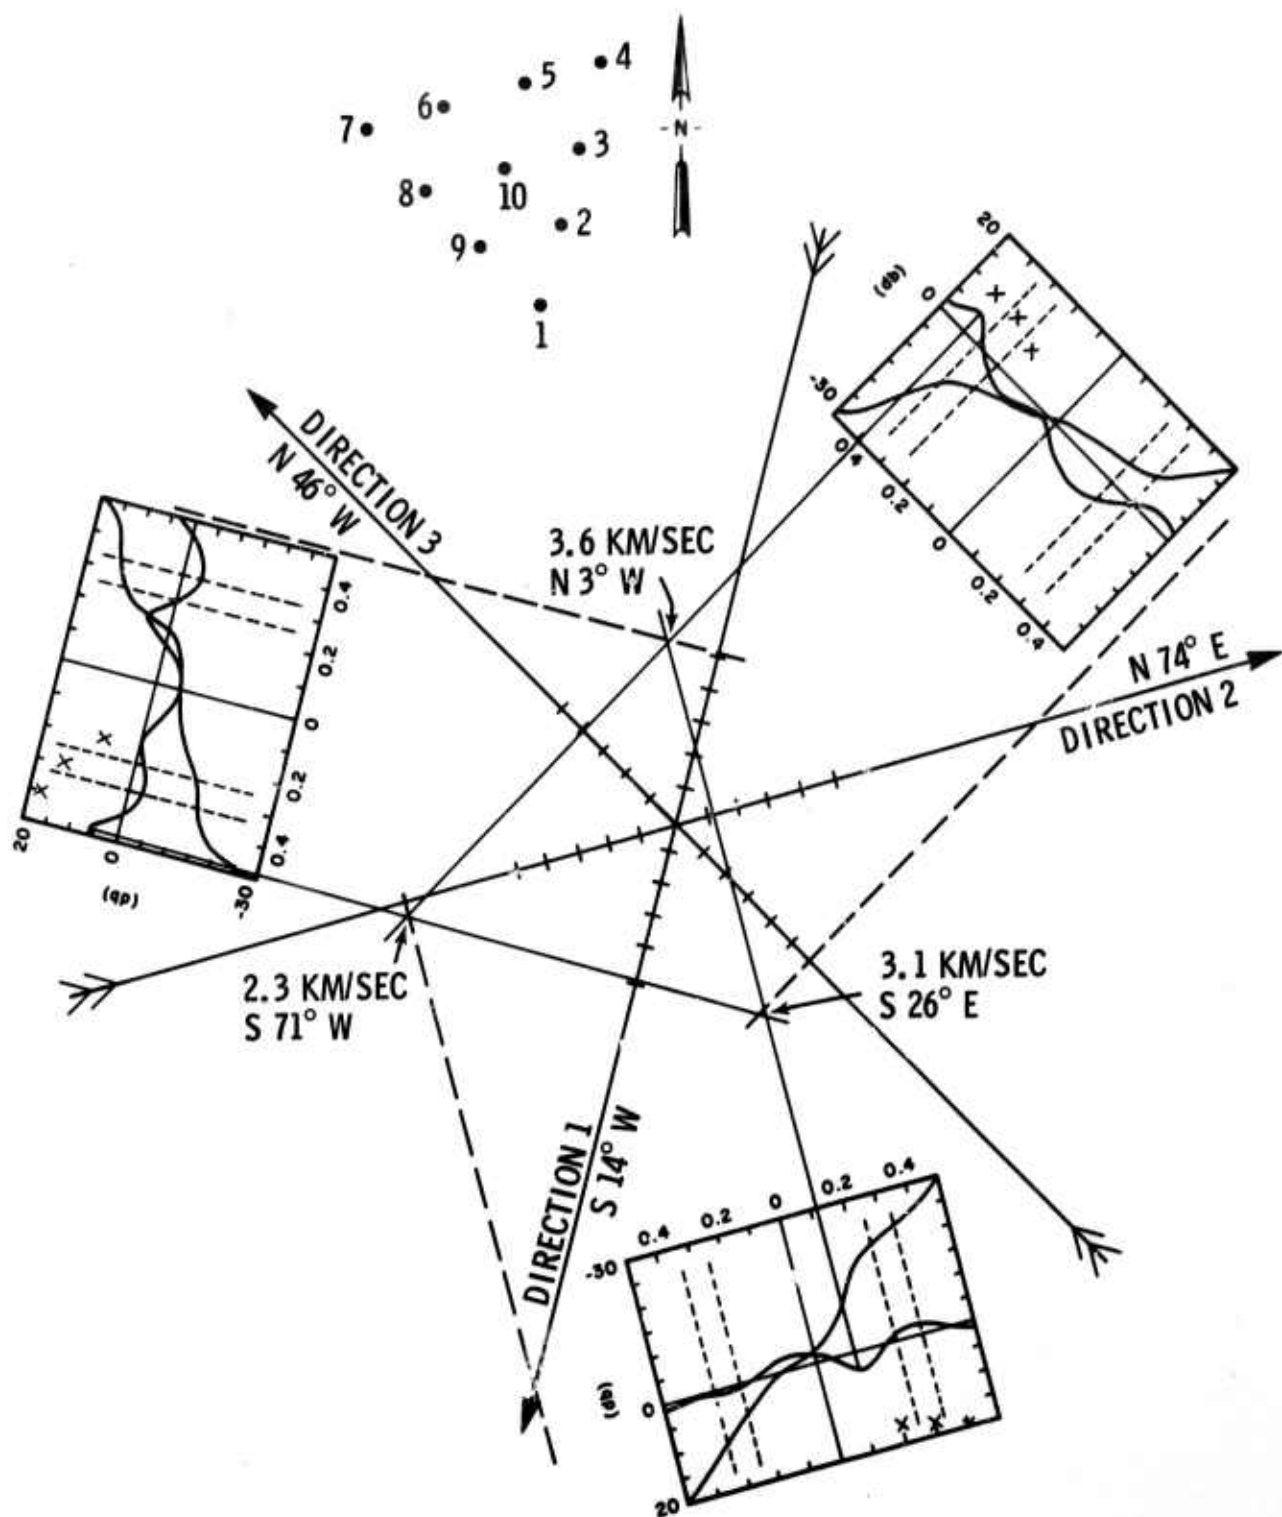 4
5
6
7
-N-
3
8
10
2
9
1
20
(db)
0
-30
0.4
0.2
0
0.2
0.4
DIRECTION 3
N 46° W
3.6 KM/SEC
N 3° W
N 74° E
DIRECTION 2
0.4
0.2
0
0.2
0.4
20
0
-30
(db)
2.3 KM/SEC
S 71° W
3.1 KM/SEC
S 26° E
DIRECTION 1
S 14° W
0.4
0.2
0
0.2
0.4
-30
(db)
0
20